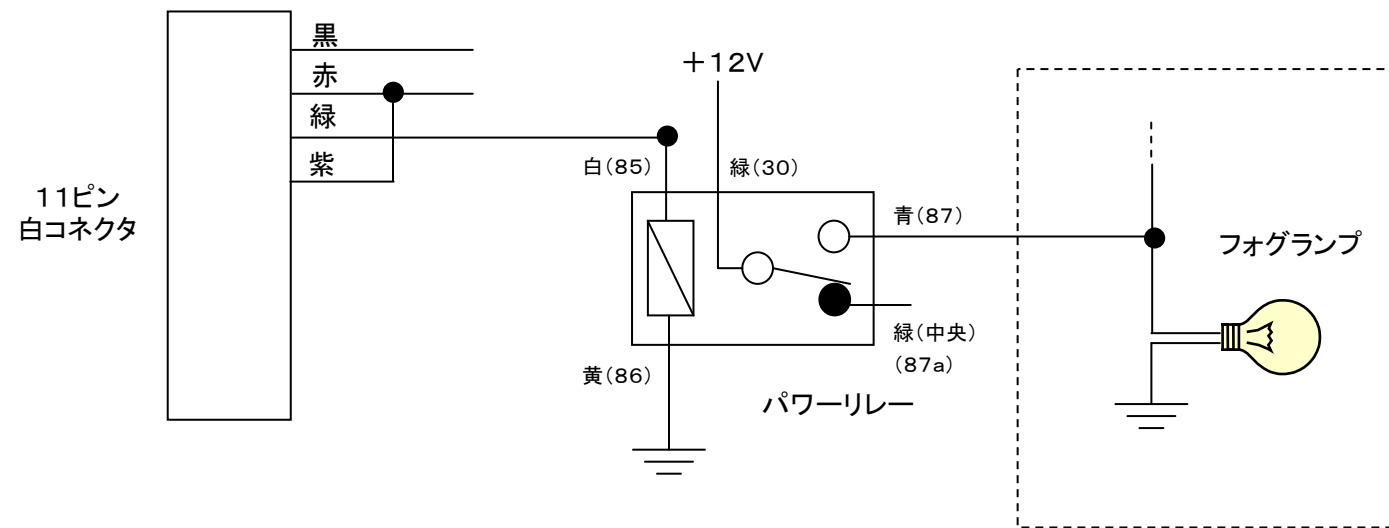 黒
赤
緑
紫
11ピン
白コネクタ
+12V
白(85)
緑(30)
青(87)
緑(中央)
(87a)
黄(86)
パワーリレー
フォグランプ